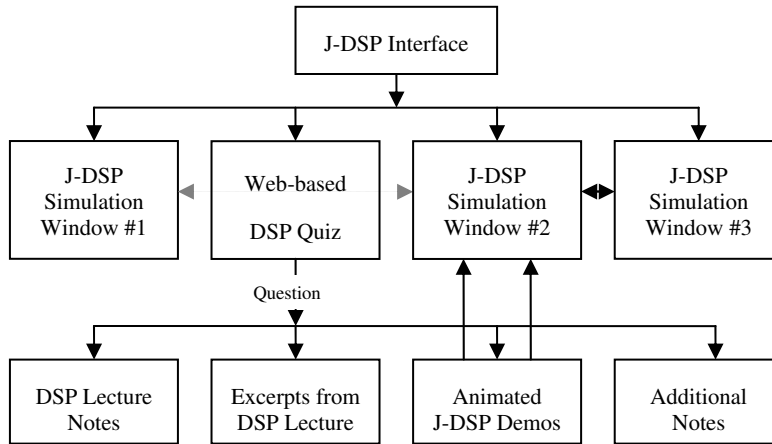 J-DSP Interface
J-DSP
Simulation
Window #1
Web-based
DSP Quiz
J-DSP
Simulation
Window #2
J-DSP
Simulation
Window #3
Question
DSP Lecture
Notes
Excerpts from
DSP Lecture
Animated
J-DSP Demos
Additional
Notes